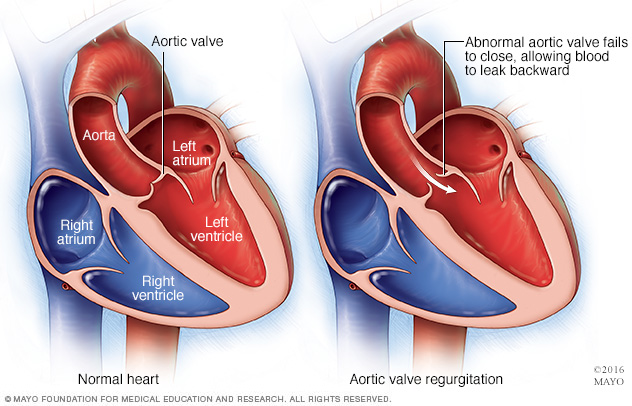 Aortic valve
Aorta
Left
atrium
Right
atrium
Left
ventricle
Right
ventricle
Normal heart
Abnormal aortic valve fails
to close, allowing blood
to leak backward
Aortic valve regurgitation
©2016
MAYO
© MAYO FOUNDATION FOR MEDICAL EDUCATION AND RESEARCH. ALL RIGHTS RESERVED.